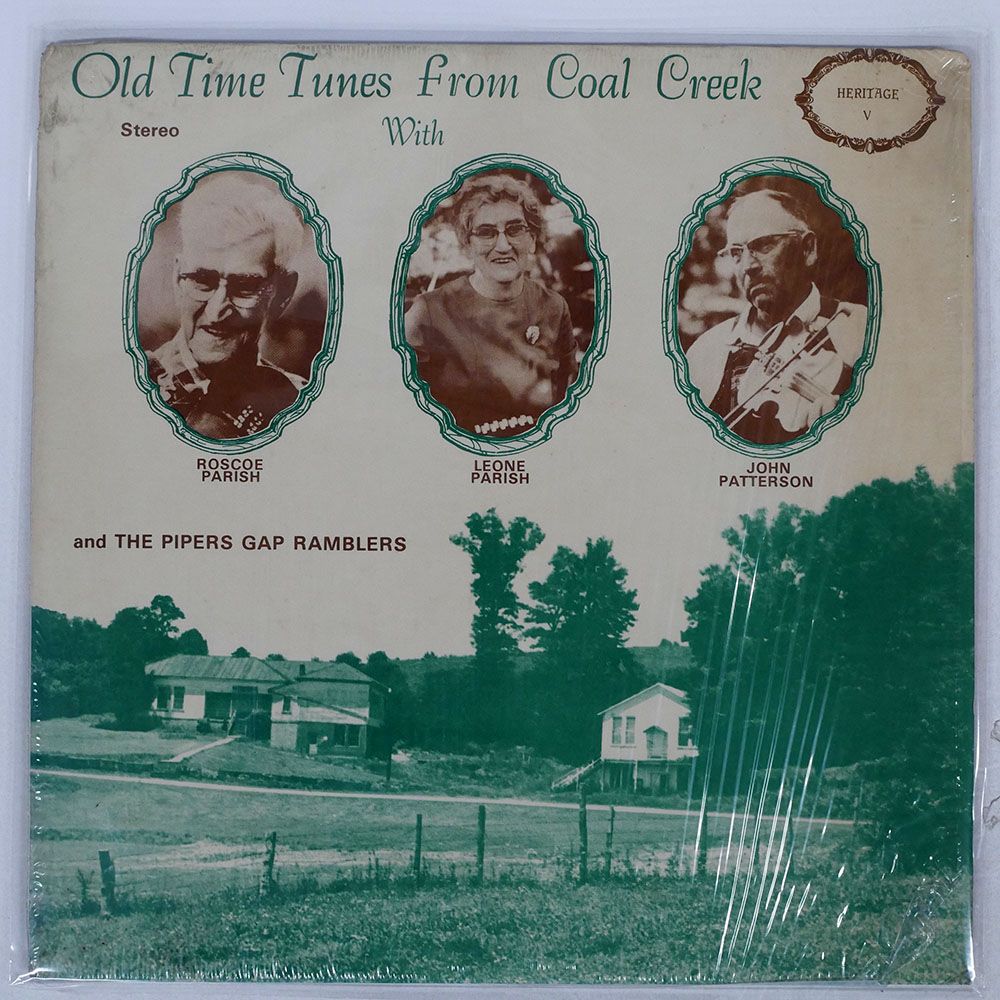 Old Time Tunes From Coal Creek
HERITAGE
V
Stereo
With
ROSCOE
PARISH
LEONE
PARISH
JOHN
PATTERSON
and THE PIPERS GAP RAMBLERS